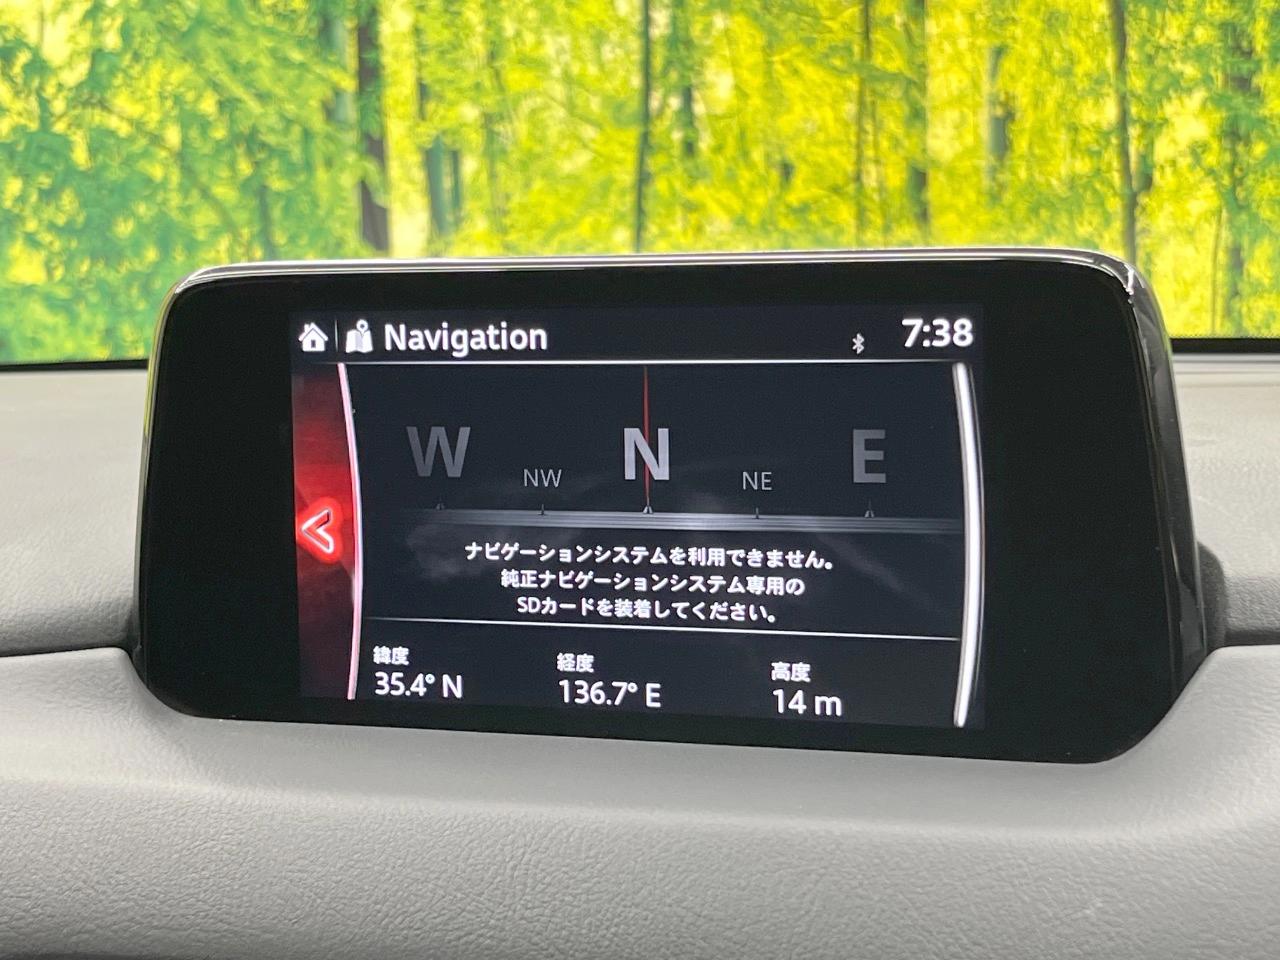 Navigation
7:38
W
NW
N
NE
E
ナビゲーションシステムを利用できません。
純正ナビゲーションシステム専用の
SDカードを装着してください。
緯度
経度
高度
35.4° N
136.7° E
14 m